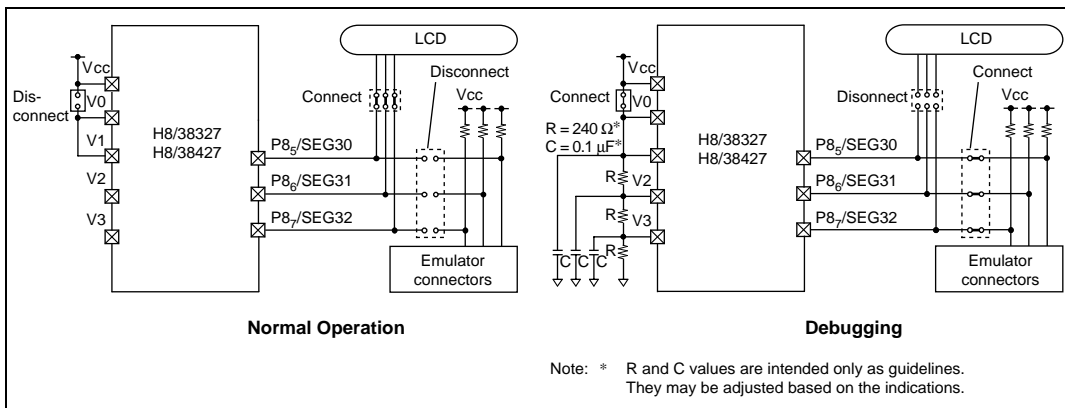 LCD
Vcc
Disconnect
Dis-
connect
V0
Connect
Vcc
V1
H8/38327
H8/38427
P85/SEG30
V2
P86/SEG31
V3
P87/SEG32
Emulator
connectors
Normal Operation
LCD
Vcc
Connect
Connect
V0
Disonnect
Vcc
R = 240 Ω*
C = 0.1 µF*
H8/38327
H8/38427
P85/SEG30
R
V2
P86/SEG31
R
V3
P87/SEG32
C
C
C
R
Emulator
connectors
Debugging
Note: * R and C values are intended only as guidelines.
They may be adjusted based on the indications.